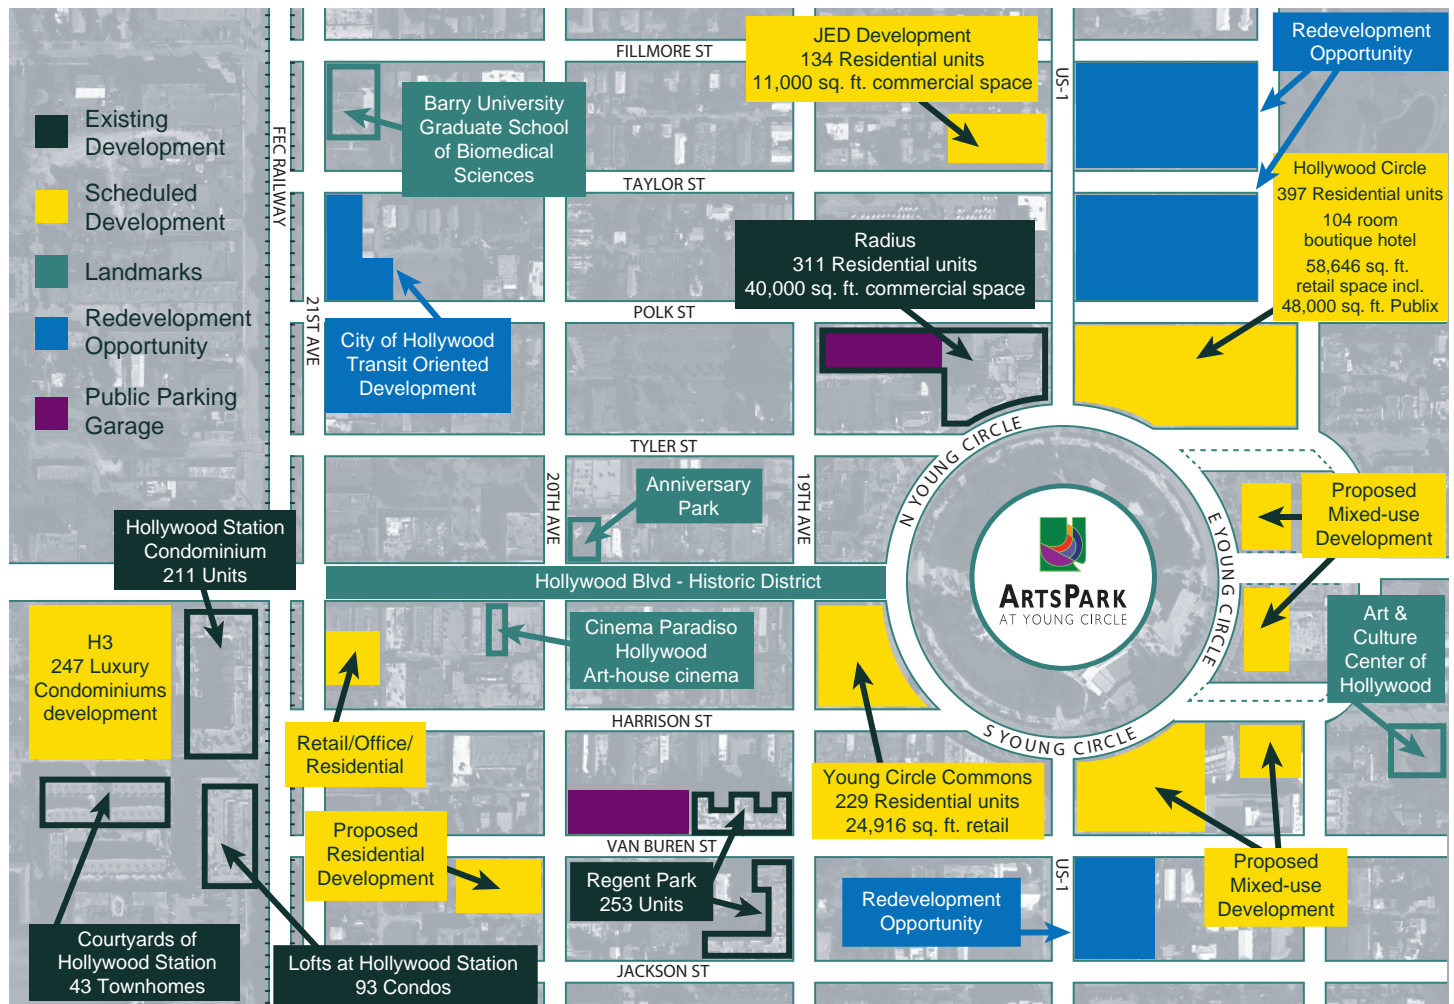 Existing
Development
Scheduled
Development
Landmarks
Redevelopment
Opportunity
Public Parking
Garage
FILLMORE ST
JED Development
134 Residential units
11,000 sq. ft. commercial space
US-1
Redevelopment
Opportunity
Barry University
Graduate School
of Biomedical
Sciences
FEC RAILWAY
TAYLOR ST
Hollywood Circle
397 Residential units
104 room
boutique hotel
58,646 sq. ft.
retail space incl.
48,000 sq. ft. Publix
Radius
311 Residential units
40,000 sq. ft. commercial space
21ST AVE
POLK ST
City of Hollywood
Transit Oriented
Development
TYLER ST
20TH AVE
19TH AVE
Anniversary
Park
N YOUNG CIRCLE
E YOUNG CIRCLE
S YOUNG CIRCLE
ARTSPARK
AT YOUNG CIRCLE
Proposed
Mixed-use
Development
Hollywood Station
Condominium
211 Units
Hollywood Blvd - Historic District
H3
247 Luxury
Condominiums
development
Cinema Paradiso
Hollywood
Art-house cinema
Art &
Culture
Center of
Hollywood
HARRISON ST
Retail/Office/
Residential
Young Circle Commons
229 Residential units
24,916 sq. ft. retail
Proposed
Residential
Development
VAN BUREN ST
Regent Park
253 Units
US-1
Redevelopment
Opportunity
Proposed
Mixed-use
Development
Courtyards of
Hollywood Station
43 Townhomes
Lofts at Hollywood Station
93 Condos
JACKSON ST